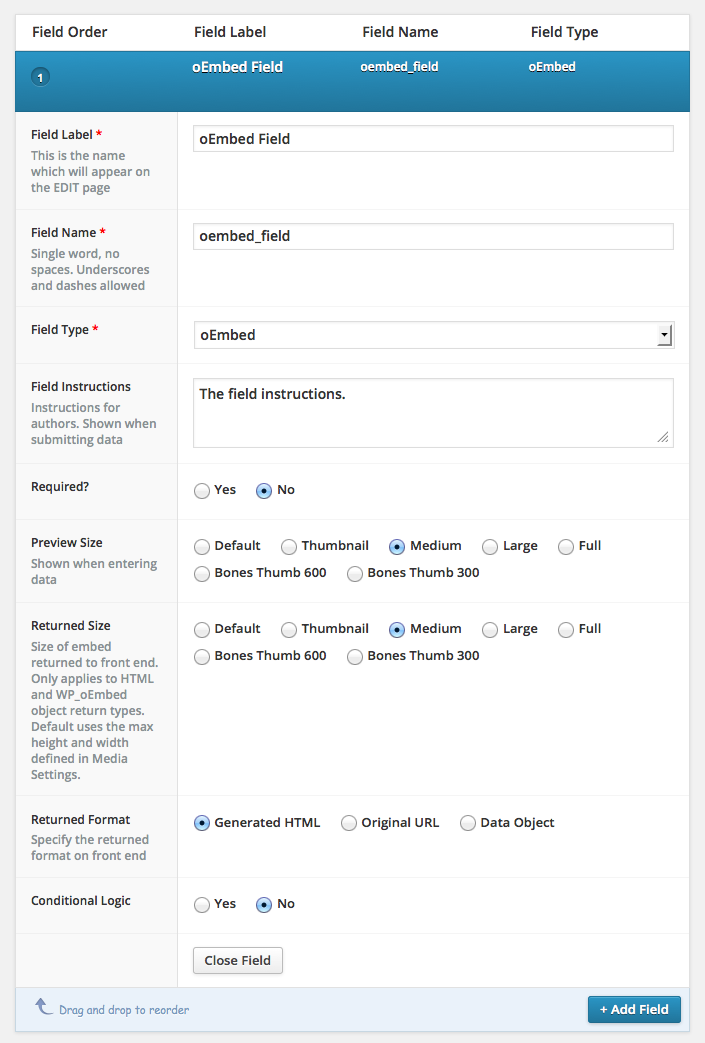 Field Order Field Label Field Name Field Type
1 oEmbed Field oembed_field oEmbed
Field Label *
This is the name
which will appear on
the EDIT page
oEmbed Field
Field Name *
Single word, no
spaces. Underscores
and dashes allowed
oembed_field
Field Type *
oEmbed
Field Instructions
Instructions for
authors. Shown when
submitting data
The field instructions.
Required?
Yes No
Preview Size
Shown when entering
data
Default Thumbnail Medium Large Full
Bones Thumb 600 Bones Thumb 300
Returned Size
Size of embed
returned to front end.
Only applies to HTML
and WP_oEmbed
object return types.
Default uses the max
height and width
defined in Media
Settings.
Default Thumbnail Medium Large Full
Bones Thumb 600 Bones Thumb 300
Returned Format
Specify the returned
format on front end
Generated HTML Original URL Data Object
Conditional Logic
Yes No
Close Field
Drag and drop to reorder
+ Add Field